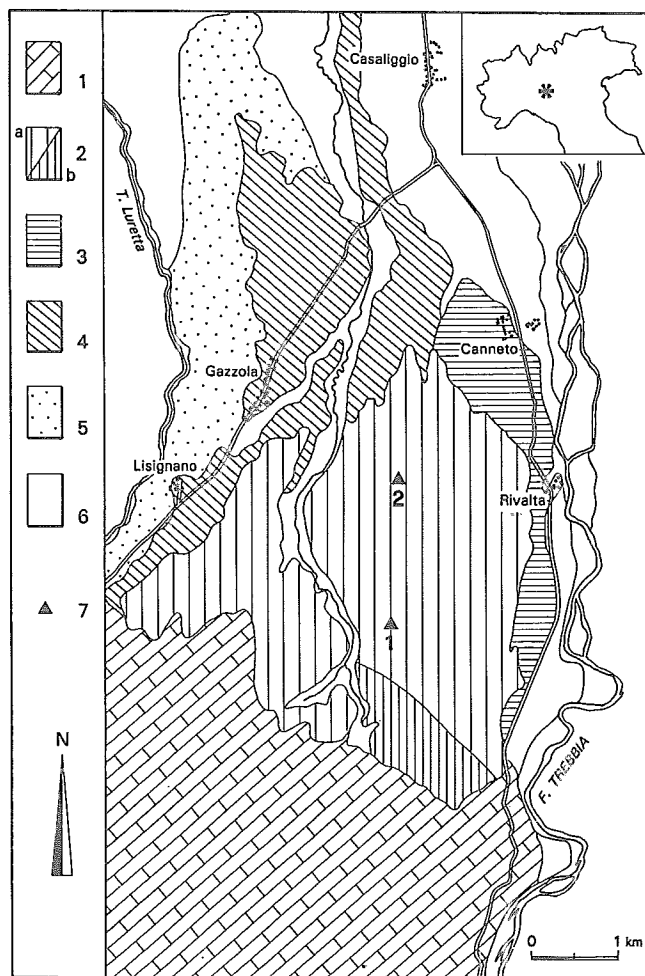 1
a
2
b
3
4
5
6
7
N
Casaliggio
T. Luretta
Gazzola
Canneto
Lisignano
2
Rivalta
1
F. TREBBIA
0 1 km